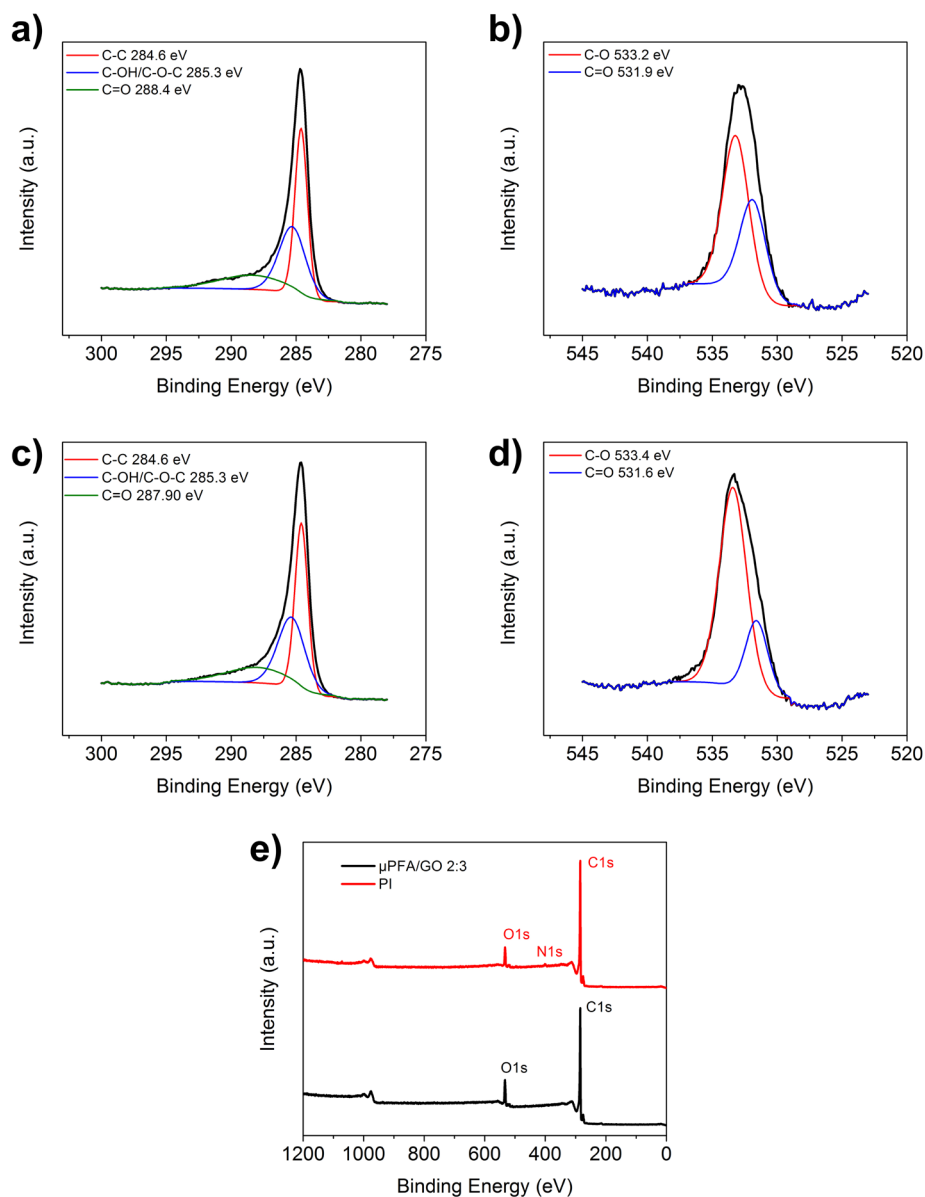 a)
C-C 284.6 eV
C-OH/C-O-C 285.3 eV
C=O 288.4 eV
Intensity (a.u.)
300 295 290 285 280 275
Binding Energy (eV)
b)
C-O 533.2 eV
C=O 531.9 eV
Intensity (a.u.)
545 540 535 530 525 520
Binding Energy (eV)
c)
C-C 284.6 eV
C-OH/C-O-C 285.3 eV
C=O 287.90 eV
Intensity (a.u.)
300 295 290 285 280 275
Binding Energy (eV)
d)
C-O 533.4 eV
C=O 531.6 eV
Intensity (a.u.)
545 540 535 530 525 520
Binding Energy (eV)
e)
µPFA/GO 2:3
PI
C1s
O1s
N1s
C1s
O1s
Intensity (a.u.)
1200 1000 800 600 400 200 0
Binding Energy (eV)